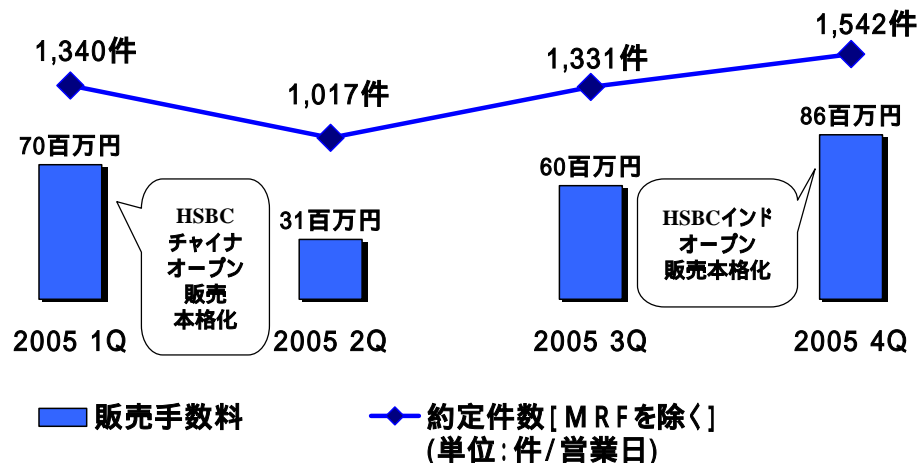 1,340件
1,017件
1,331件
1,542件
70百万円
31百万円
60百万円
86百万円
HSBC
チャイナ
オープン
販売
本格化
HSBCインド
オープン
販売本格化
2005 1Q
2005 2Q
2005 3Q
2005 4Q
販売手数料
約定件数[MRFを除く]
(単位:件/営業日)